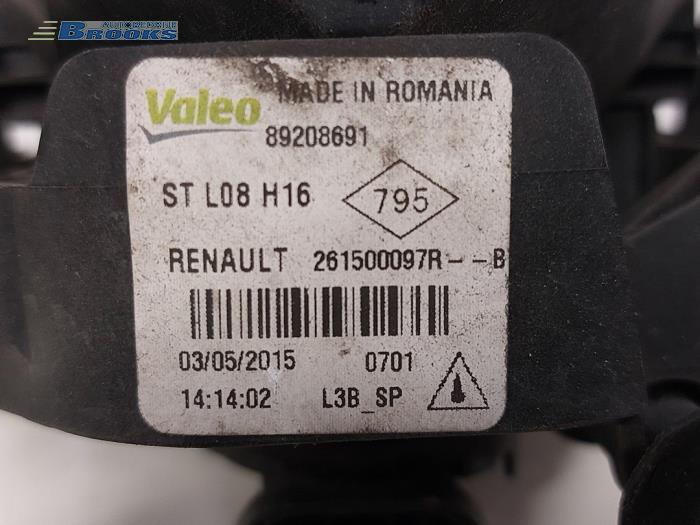 AUTOBEDRIJF
BROOKS
Valeo MADE IN ROMANIA
89208691
ST L08 H16 795
RENAULT 261500097R--B
03/05/2015 0701
14:14:02 L3B_SP